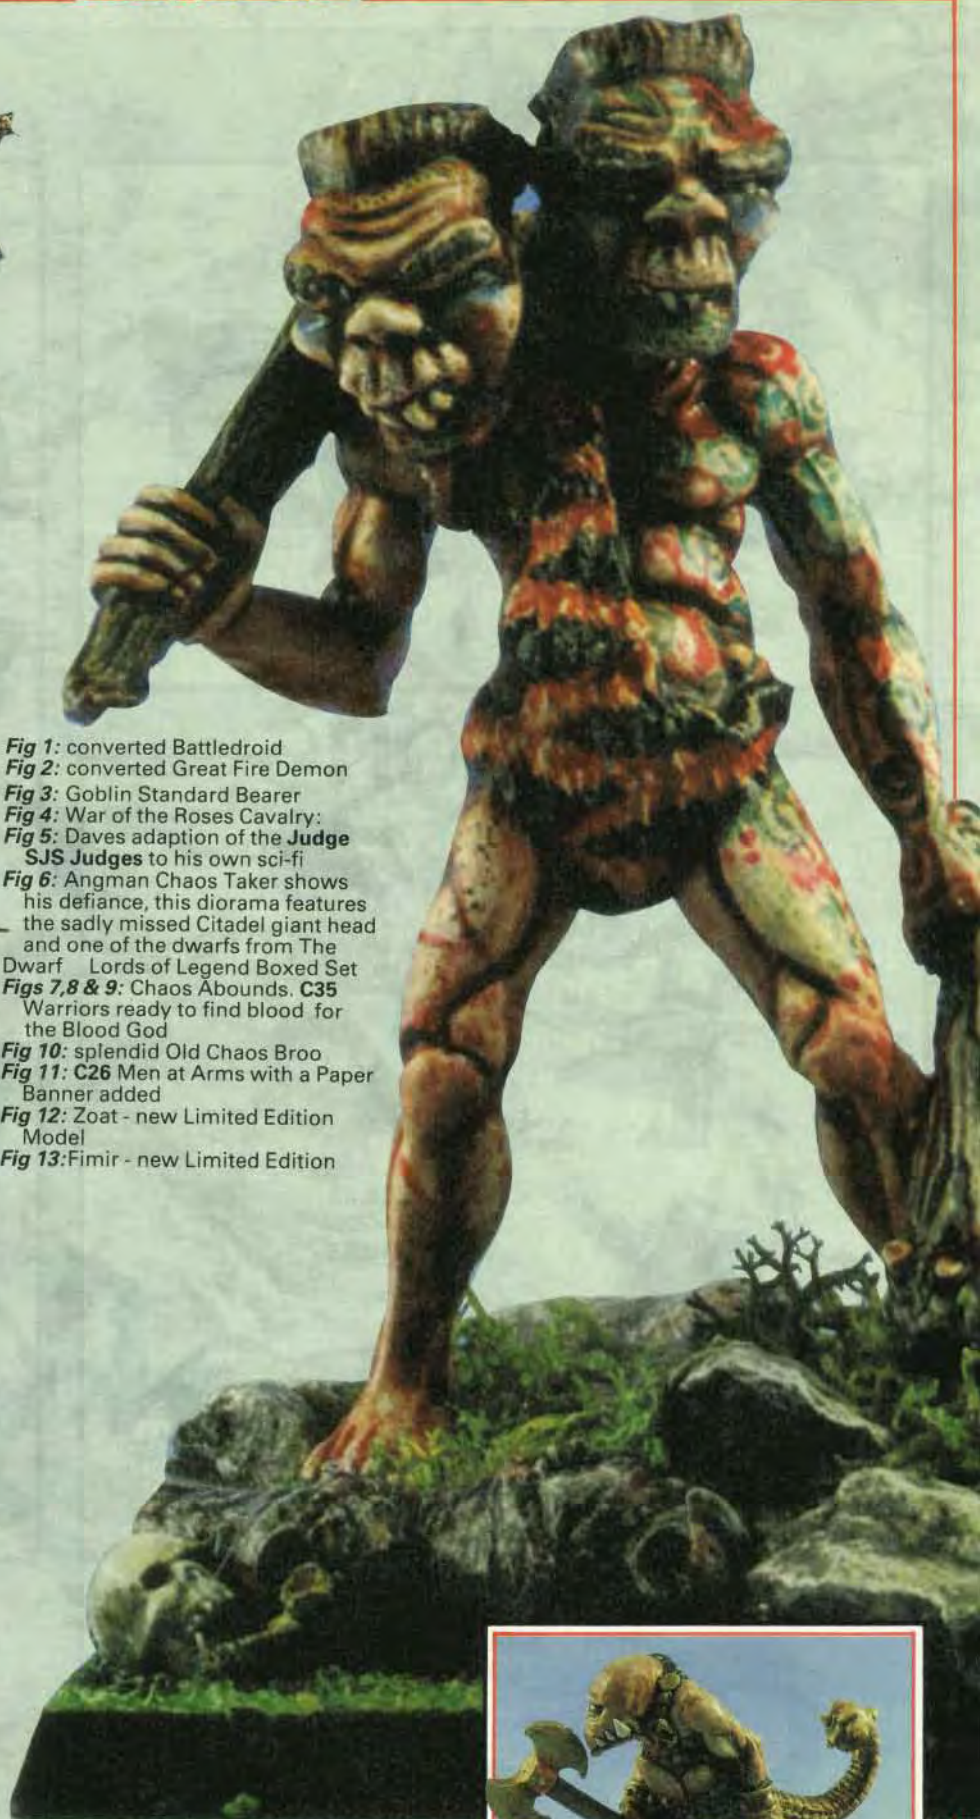 Fig 1: converted Battledroid
Fig 2: converted Great Fire Demon
Fig 3: Goblin Standard Bearer
Fig 4: War of the Roses Cavalry:
Fig 5: Daves adaption of the Judge
SJS Judges to his own sci-fi
Fig 6: Angman Chaos Taker shows
his defiance, this diorama features
the sadly missed Citadel giant head
and one of the dwarfs from The
Dwarf Lords of Legend Boxed Set
Figs 7,8 & 9: Chaos Abounds. C35
Warriors ready to find blood for
the Blood God
Fig 10: splendid Old Chaos Broo
Fig 11: C26 Men at Arms with a Paper
Banner added
Fig 12: Zoat - new Limited Edition
Model
Fig 13:Fimir - new Limited Edition